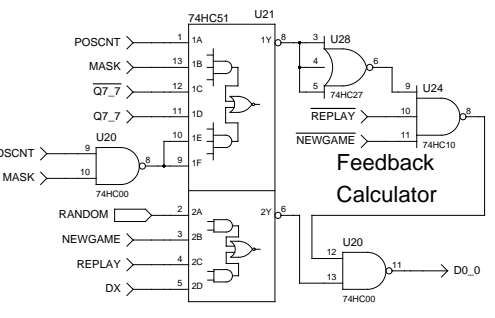 74HC51 U21
POSCNT 1 1A 1Y 8 3 U28
MASK 13 1B 4 6 9 U24
Q7_7 12 1C 5 74HC27
Q7_7 11 1D REPLAY 10 8
U20 10 1E NEWGAME 11 74HC10
OSCNT 9 8 9 1F Feedback
MASK 10
74HC00 Calculator
RANDOM 2 2A 2Y 6
NEWGAME 3 2B U20
REPLAY 4 2C 12 11 D0_0
DX 5 2D 13
74HC00